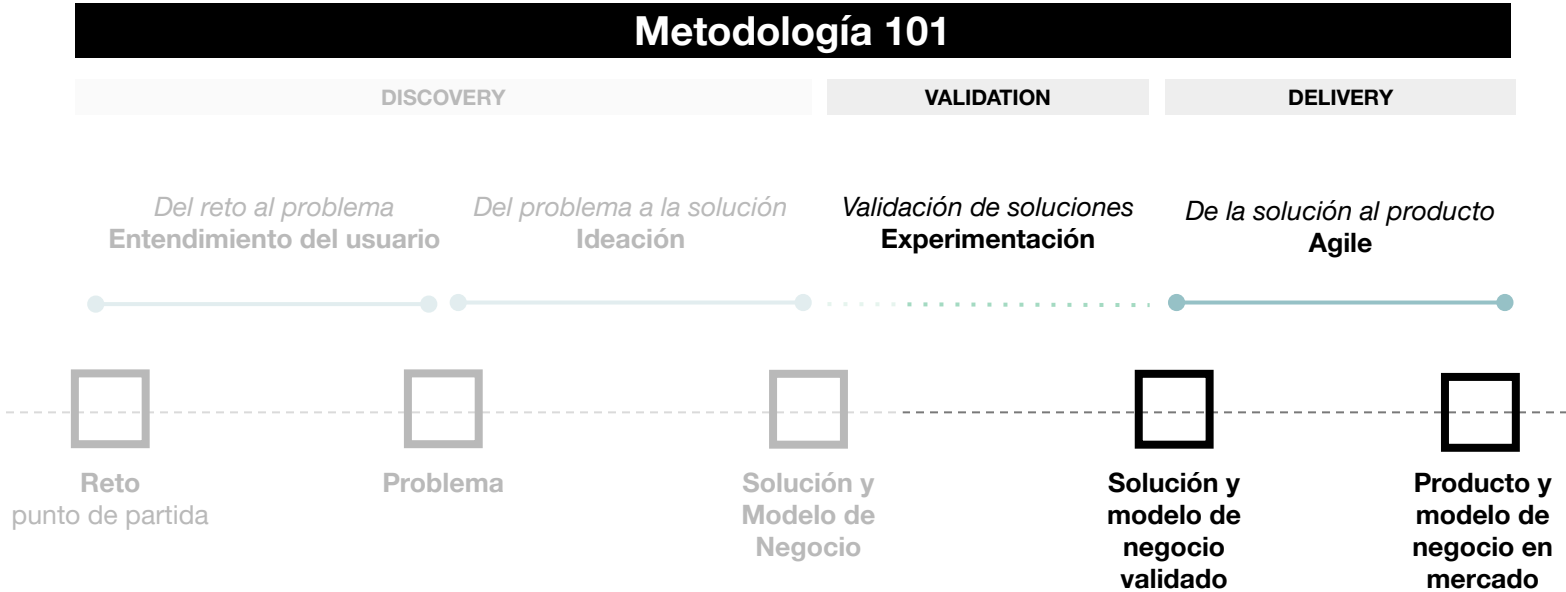 Metodología 101
DISCOVERY
VALIDATION
DELIVERY
Del reto al problema
Entendimiento del usuario
Del problema a la solución
Ideación
Validación de soluciones
Experimentación
De la solución al producto
Agile
Reto
punto de partida
Problema
Solución y
Modelo de
Negocio
Solución y
modelo de
negocio
validado
Producto y
modelo de
negocio en
mercado